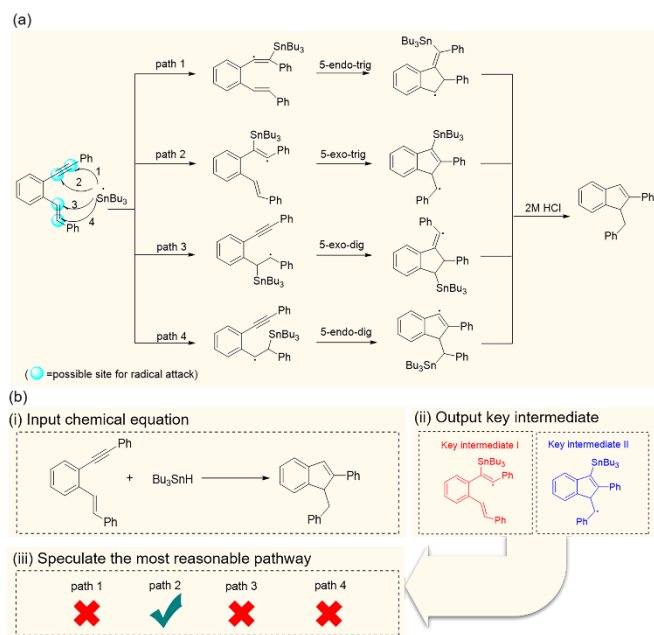 (a)
SnBu3
Ph
Ph
path 1
5-endo-trig
Bu3Sn
Ph
Ph
SnBu3
Ph
path 2
5-exo-trig
SnBu3
Ph
Ph
Ph
Ph
1
2
3
4
SnBu3
Ph
2M HCl
Ph
Ph
path 3
Ph
Ph
SnBu3
5-exo-dig
Ph
Ph
SnBu3
path 4
Ph
SnBu3
Ph
5-endo-dig
Ph
Bu3Sn
Ph
( =possible site for radical attack)
(b)
(i) Input chemical equation
Ph
Ph
+ Bu3SnH
Ph
Ph
(ii) Output key intermediate
Key intermediate I
SnBu3
Ph
Ph
Key intermediate II
SnBu3
Ph
Ph
(iii) Speculate the most reasonable pathway
path 1 path 2 path 3 path 4